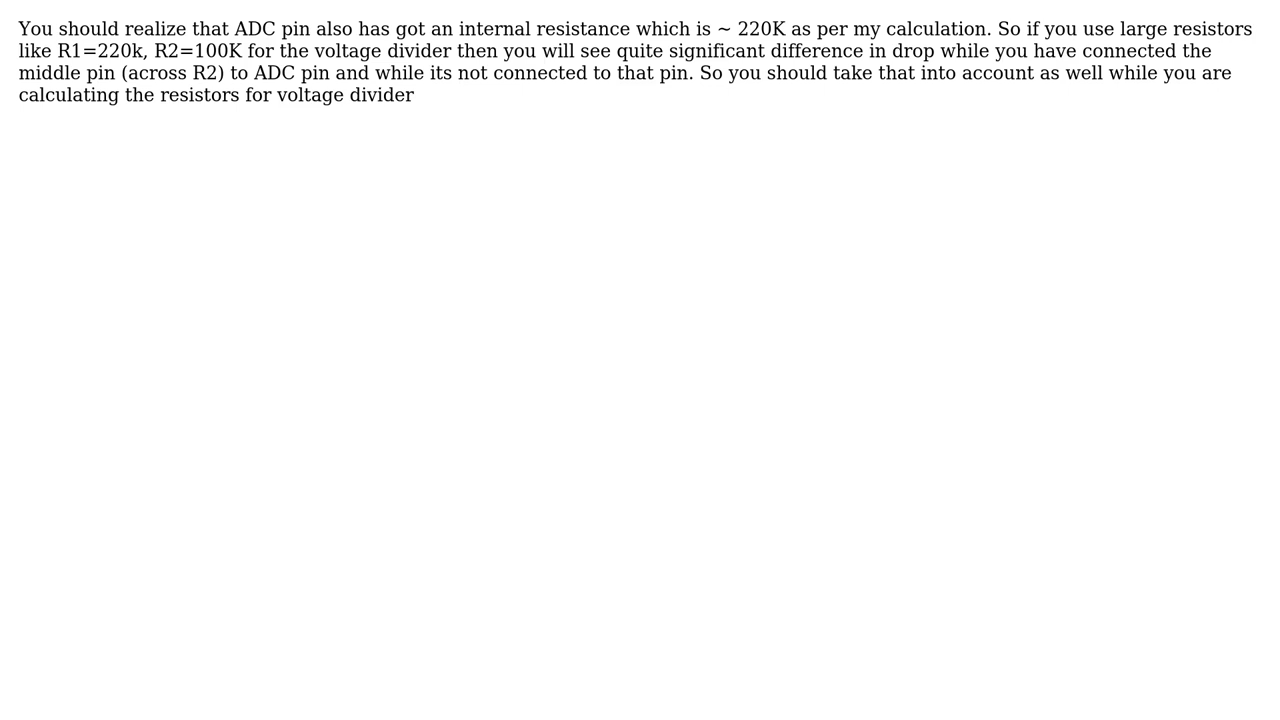 You should realize that ADC pin also has got an internal resistance which is ~ 220K as per my calculation. So if you use large resistors
like R1=220k, R2=100K for the voltage divider then you will see quite significant difference in drop while you have connected the
middle pin (across R2) to ADC pin and while its not connected to that pin. So you should take that into account as well while you are
calculating the resistors for voltage divider